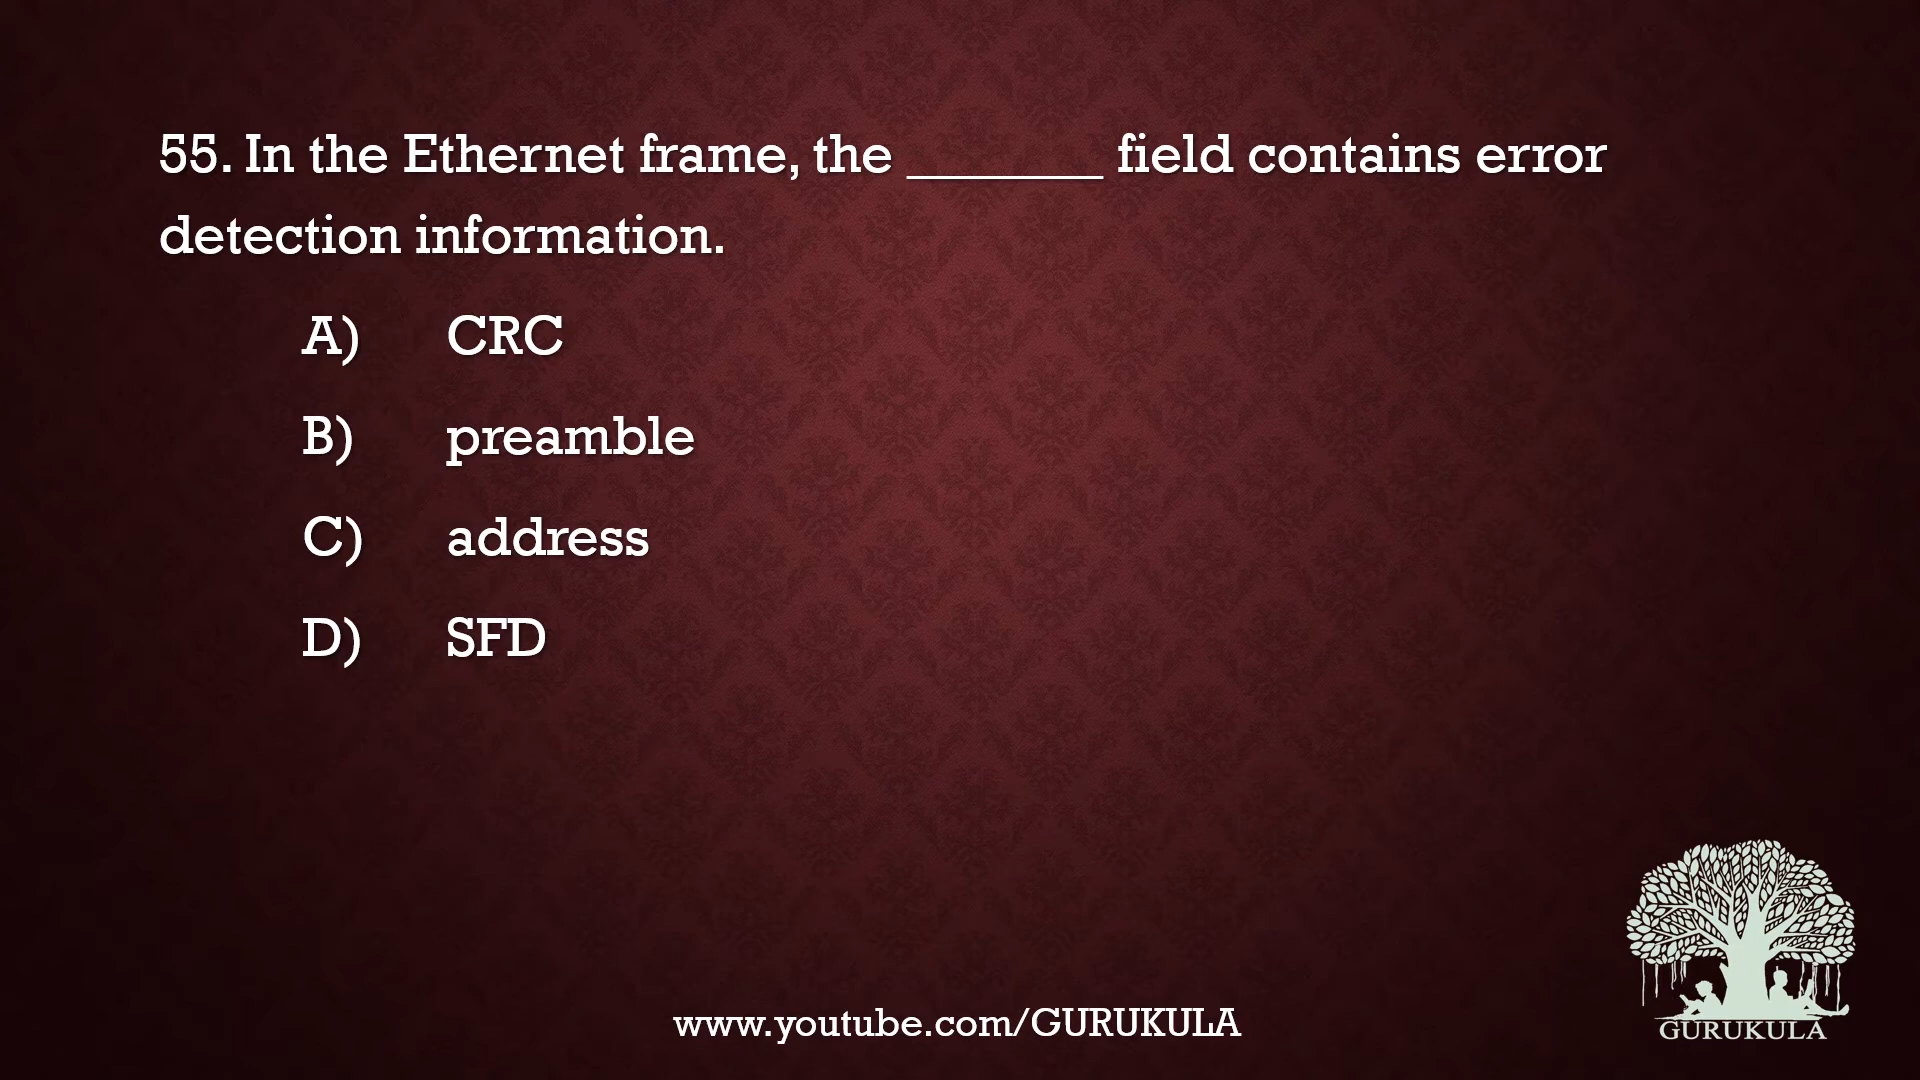 55. In the Ethernet frame, the ________ field contains error
detection information.
A) CRC
B) preamble
C) address
D) SFD
www.youtube.com/GURUKULA
GURUKULA